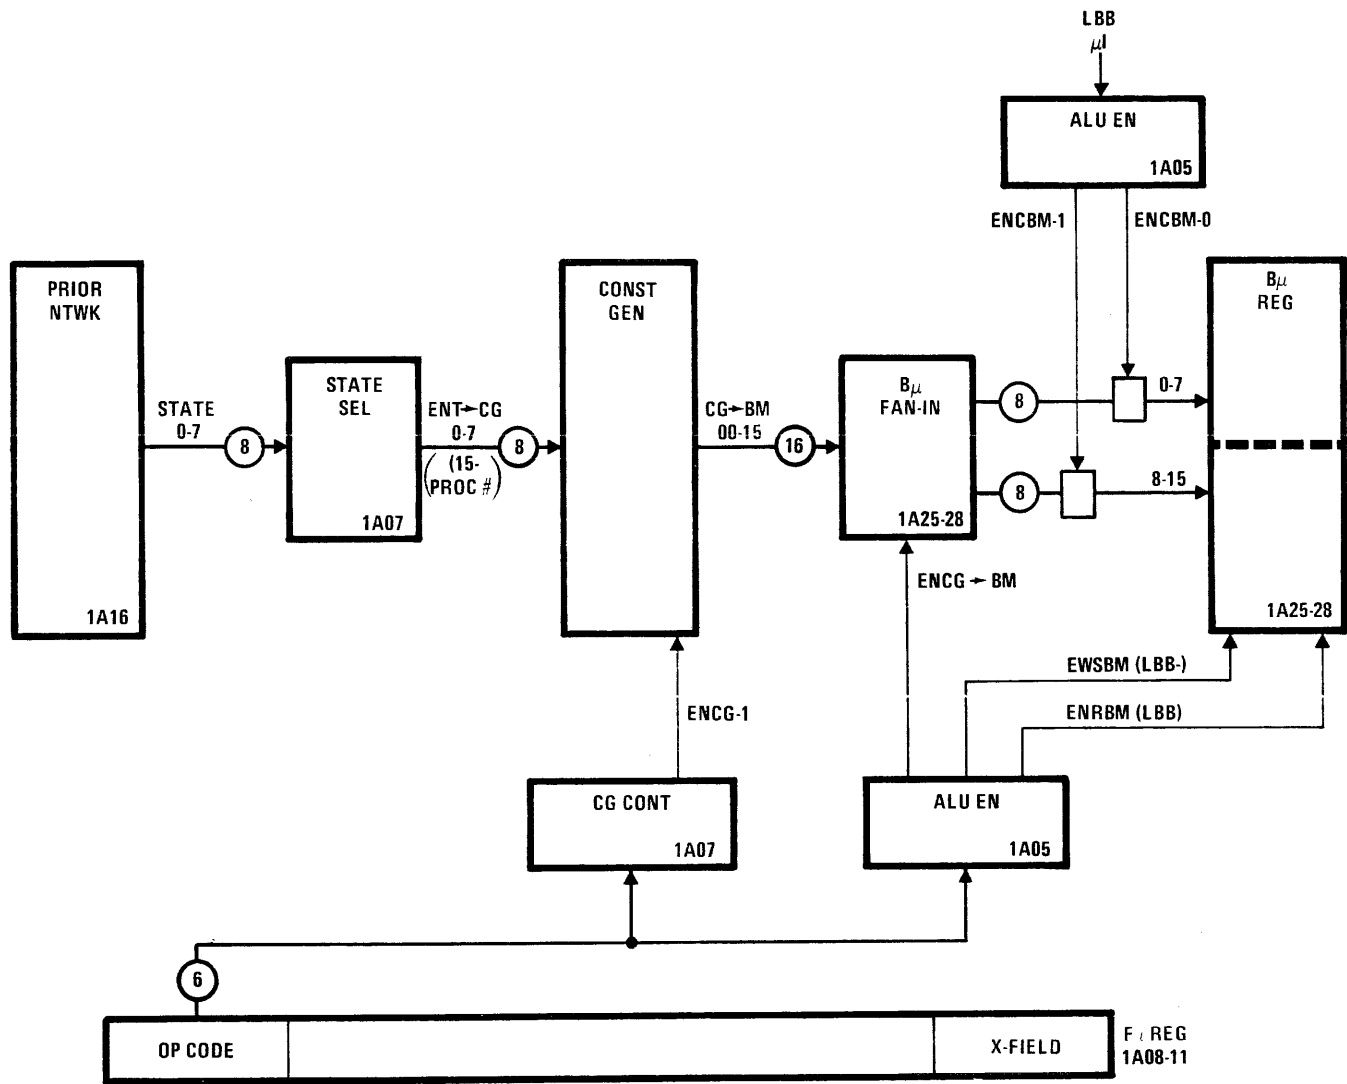 LBB
μI
ALU EN
1A05
ENCBM-1
ENCBM-0
PRIOR
NTWK
1A16
STATE
0-7
8
STATE
SEL
1A07
ENT→CG
0-7
(15-
PROC #)
8
CONST
GEN
CG→BM
00-15
16
Bμ
FAN-IN
1A25-28
8
0-7
8
8-15
Bμ
REG
1A25-28
ENCG→BM
EWSBM (LBB-)
ENRBM (LBB)
ENCG-1
CG CONT
1A07
ALU EN
1A05
6
OP CODE
X-FIELD
F REG
1A08-11